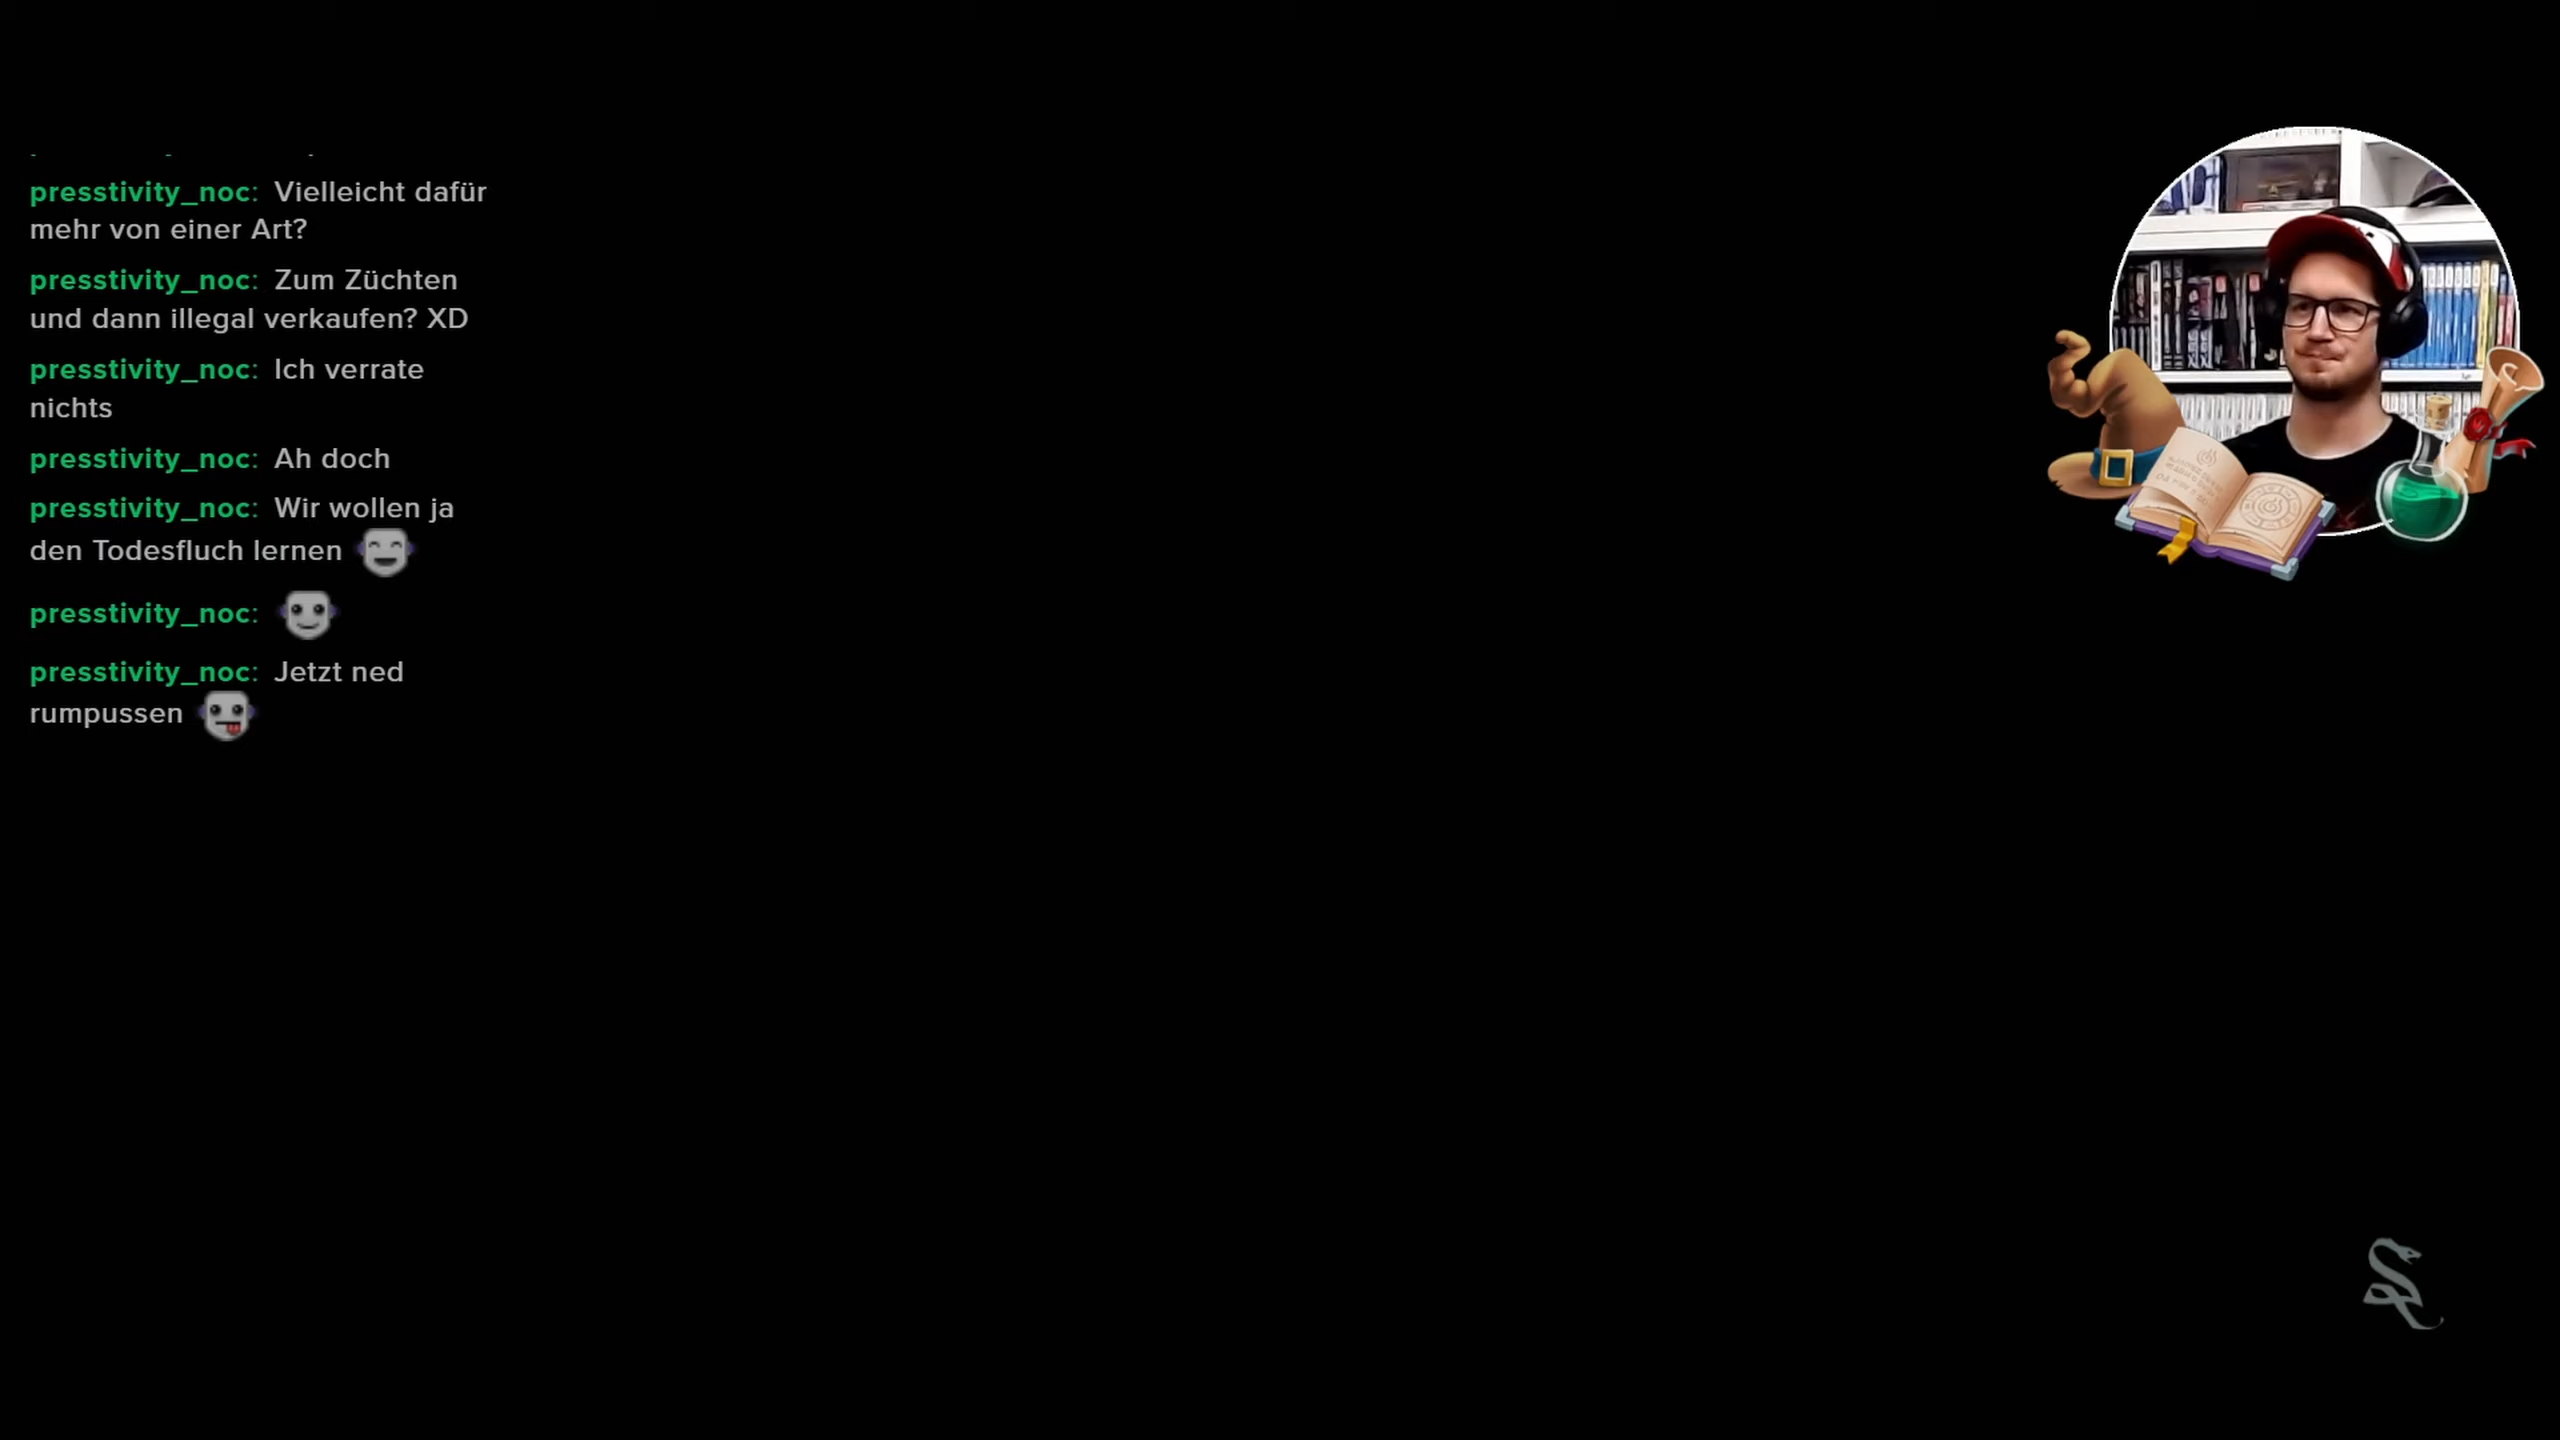 presstivity_noc: Vielleicht dafür
mehr von einer Art?
presstivity_noc: Zum Züchten
und dann illegal verkaufen? XD
presstivity_noc: Ich verrate
nichts
presstivity_noc: Ah doch
presstivity_noc: Wir wollen ja
den Todesfluch lernen
presstivity_noc:
presstivity_noc: Jetzt ned
rumpussen